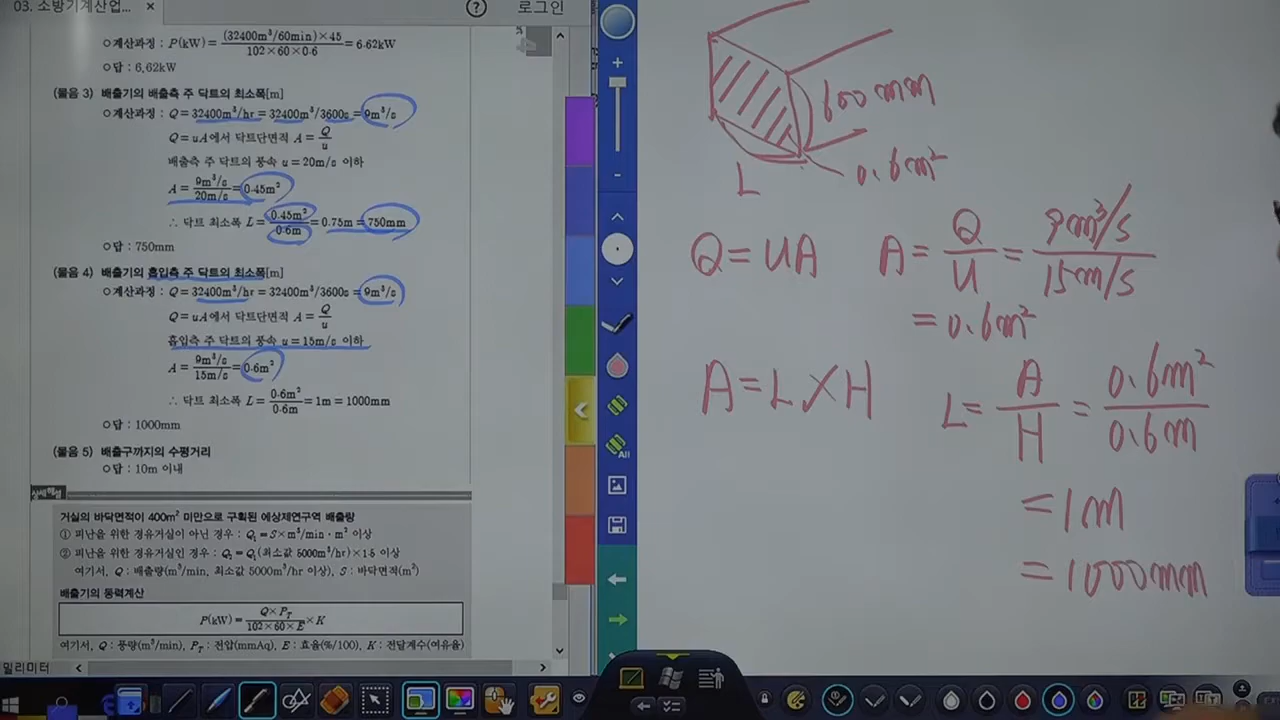 03. 소방기계산업... ×
? 로그인
○계산과정 : P(kW) = (32400m³/60min)×45 / 102×60×0.6 = 6.62kW
○답 : 6.62kW
(물음 3) 배출기의 배출측 주 닥트의 최소폭[m]
○계산과정 : Q = 32400m³/hr = 32400m³/3600s = 9m³/s
Q = uA에서 닥트단면적 A = Q/u
배출측 주 닥트의 풍속 u = 20m/s 이하
A = 9m³/s / 20m/s = 0.45m²
∴ 닥트 최소폭 L = 0.45m² / 0.6m = 0.75m = 750mm
○답 : 750mm
(물음 4) 배출기의 흡입측 주 닥트의 최소폭[m]
○계산과정 : Q = 32400m³/hr = 32400m³/3600s = 9m³/s
Q = uA에서 닥트단면적 A = Q/u
흡입측 주 닥트의 풍속 u = 15m/s 이하
A = 9m³/s / 15m/s = 0.6m²
∴ 닥트 최소폭 L = 0.6m² / 0.6m = 1m = 1000mm
○답 : 1000mm
(물음 5) 배출구까지의 수평거리
○답 : 10m 이내
상세해설
거실의 바닥면적이 400m² 미만으로 구획된 예상제연구역 배출량
① 피난을 위한 경유거실이 아닌 경우 : Q₁ = S×m³/min·m² 이상
② 피난을 위한 경유거실인 경우 : Q₂ = Q₁(최소값 5000m³/hr)×1.5 이상
여기서, Q : 배출량(m³/min, 최소값 5000m³/hr 이상), S : 바닥면적(m²)
배출기의 동력계산
P(kW) = Q×P_T / 102×60×E ×K
여기서, Q : 풍량(m³/min), P_T : 전압(mmAq), E : 효율(%/100), K : 전달계수(여유율)
밀리미터
+
-
All
600mm
0.6m²
L
Q = UA
A = Q/U = 9m³/s / 15m/s
= 0.6m²
A = L×H
L = A/H = 0.6m² / 0.6m
= 1m
= 1000mm